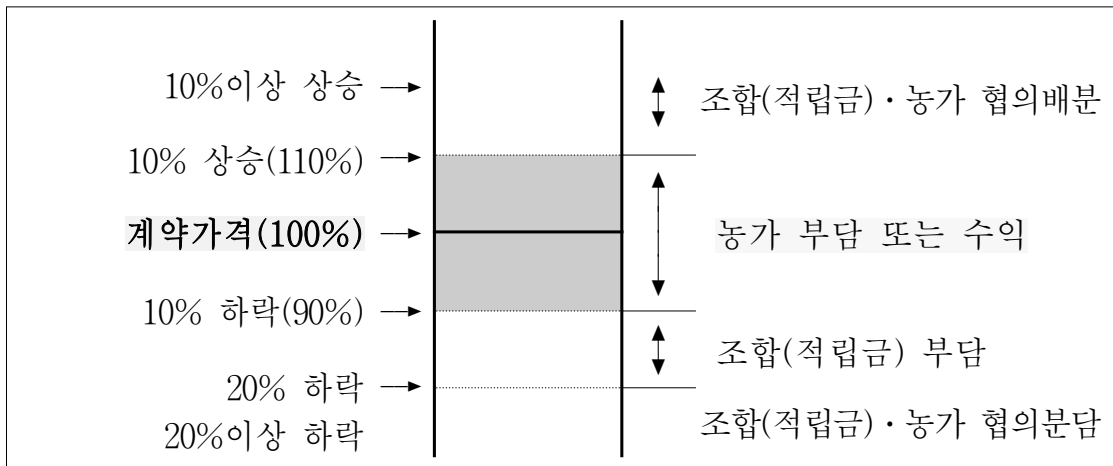 10%이상 상승
조합(적립금)·농가 협의배분
10% 상승(110%)
계약가격(100%)
농가 부담 또는 수익
10% 하락(90%)
조합(적립금) 부담
20% 하락
20%이상 하락
조합(적립금)·농가 협의분담